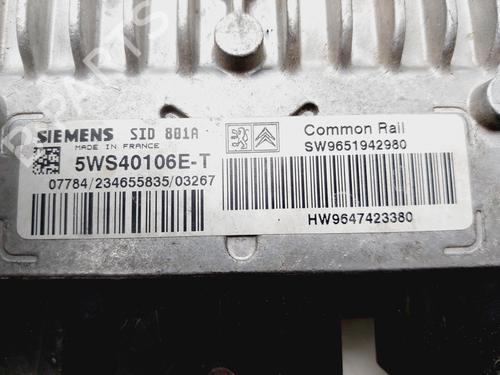 SIEMENS SID 801A
MADE IN FRANCE
5WS40106E-T
07784/234655835/03267
Common Rail
SW9651942980
HW9647423380